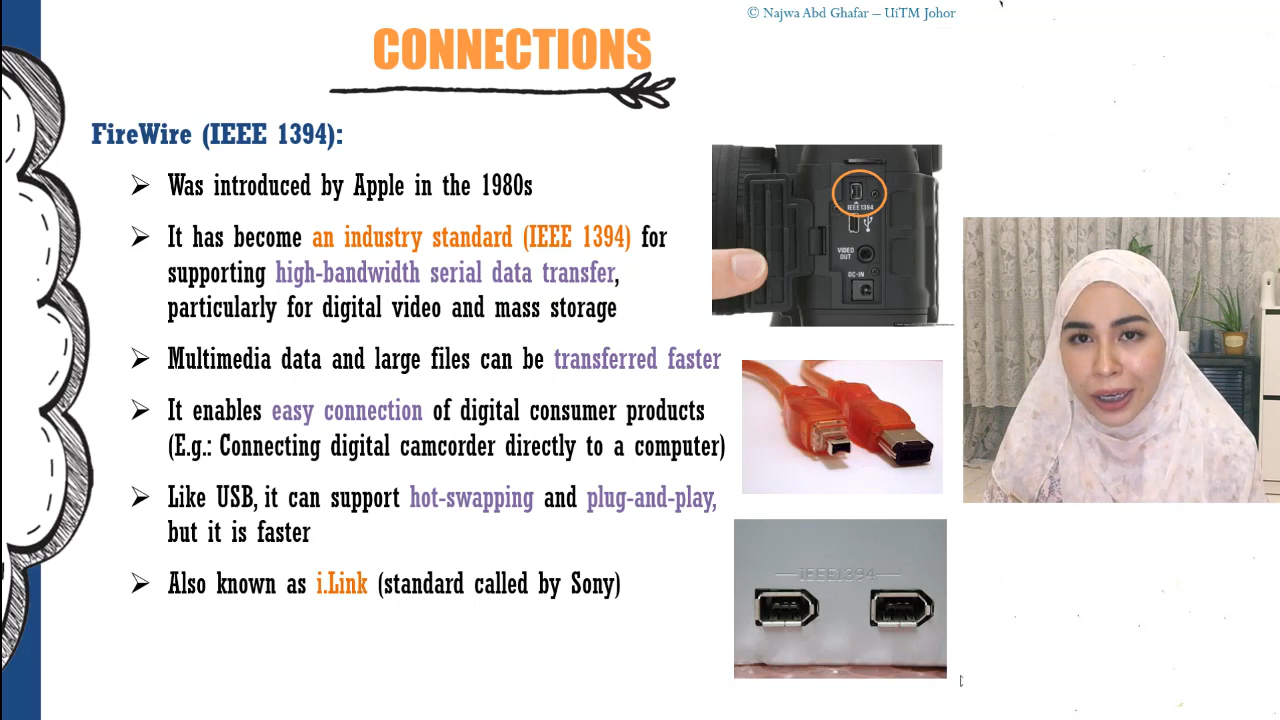 © Najwa Abd Ghafar – UiTM Johor
CONNECTIONS
FireWire (IEEE 1394):
➢ Was introduced by Apple in the 1980s
➢ It has become an industry standard (IEEE 1394) for
supporting high-bandwidth serial data transfer,
particularly for digital video and mass storage
➢ Multimedia data and large files can be transferred faster
➢ It enables easy connection of digital consumer products
(E.g.: Connecting digital camcorder directly to a computer)
➢ Like USB, it can support hot-swapping and plug-and-play,
but it is faster
➢ Also known as i.Link (standard called by Sony)
IEEE1394
VIDEO
OUT
DC-IN
IEEE1394